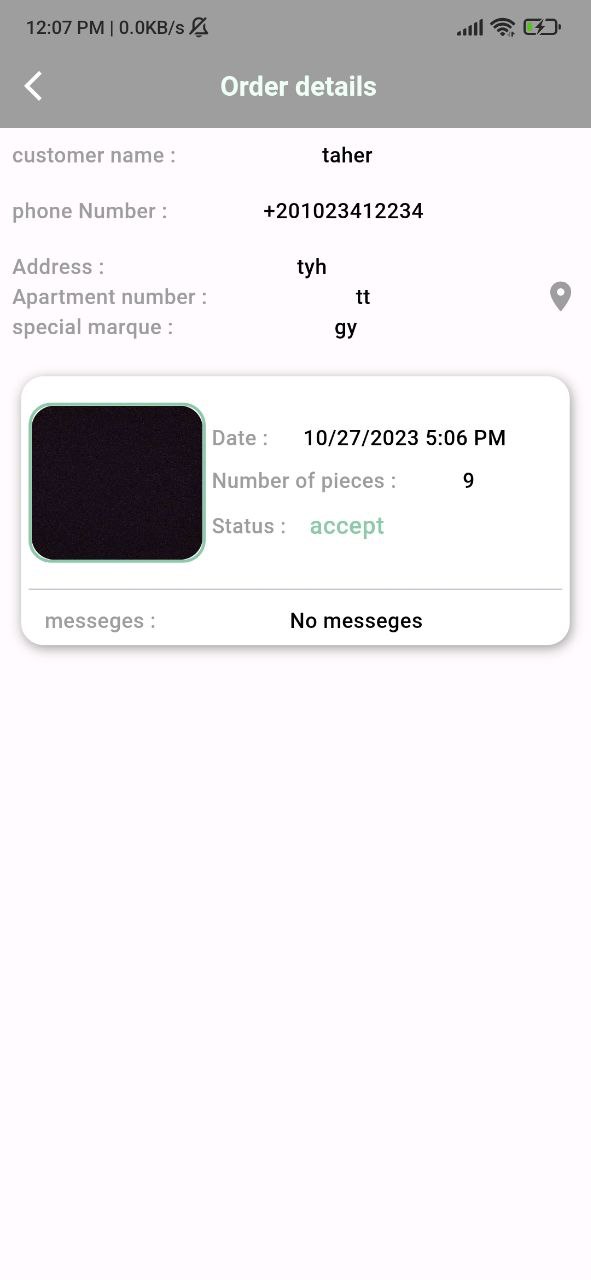 12:07 PM | 0.0KB/s
Order details
customer name : taher
phone Number : +201023412234
Address : tyh
Apartment number : tt
special marque : gy
Date : 10/27/2023 5:06 PM
Number of pieces : 9
Status : accept
messeges : No messeges